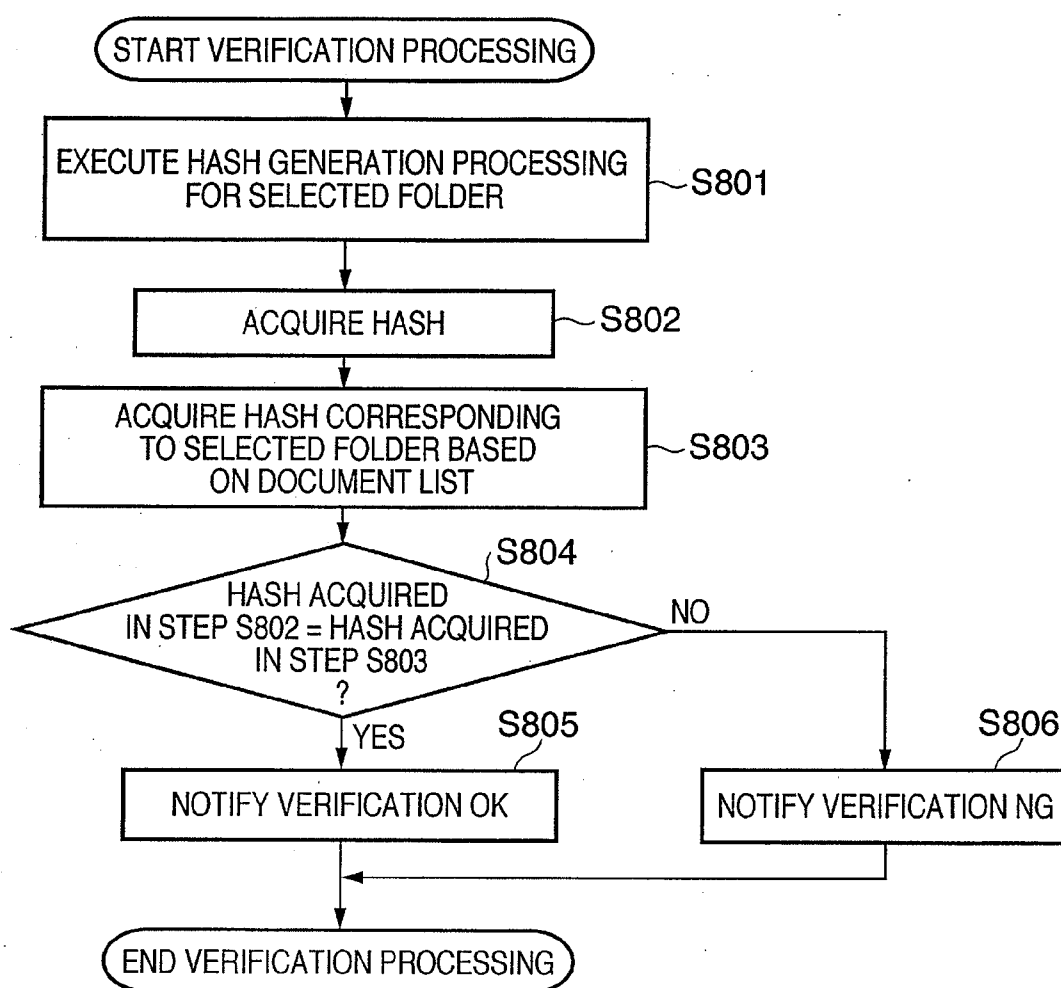 START VERIFICATION PROCESSING
EXECUTE HASH GENERATION PROCESSING
FOR SELECTED FOLDER
S801
ACQUIRE HASH
S802
ACQUIRE HASH CORRESPONDING
TO SELECTED FOLDER BASED
ON DOCUMENT LIST
S803
S804
HASH ACQUIRED
IN STEP S802 = HASH ACQUIRED
IN STEP S803
?
NO
YES
S805
NOTIFY VERIFICATION OK
S806
NOTIFY VERIFICATION NG
END VERIFICATION PROCESSING